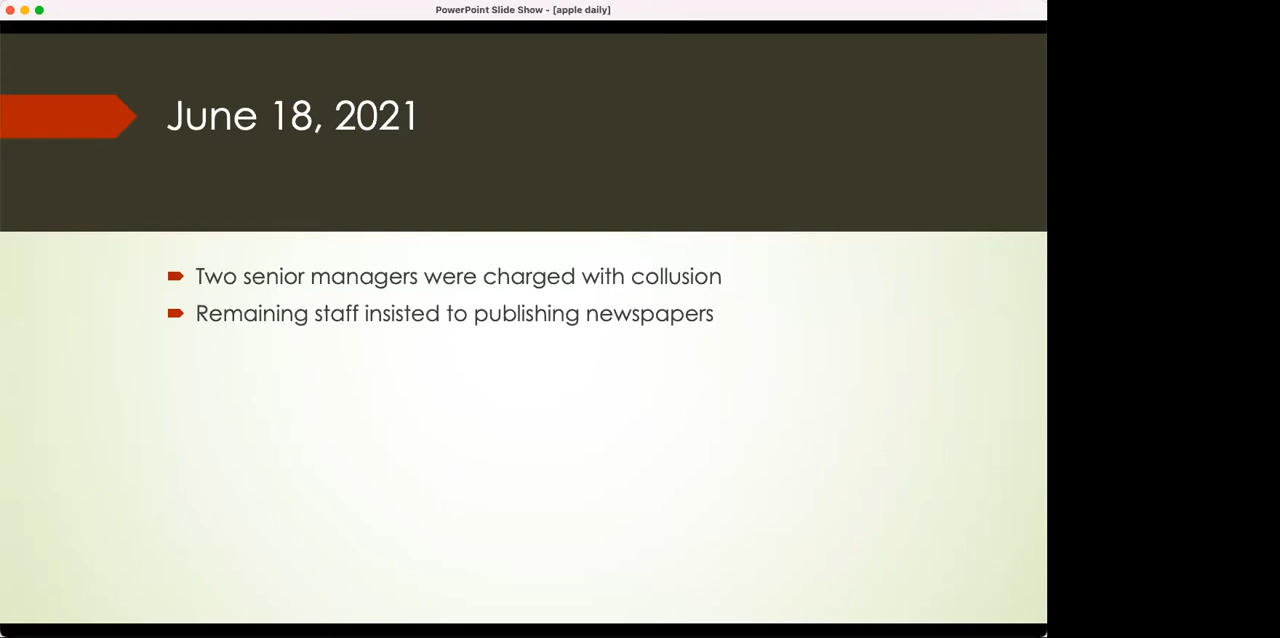 PowerPoint Slide Show - [apple daily]
June 18, 2021
Two senior managers were charged with collusion
Remaining staff insisted to publishing newspapers